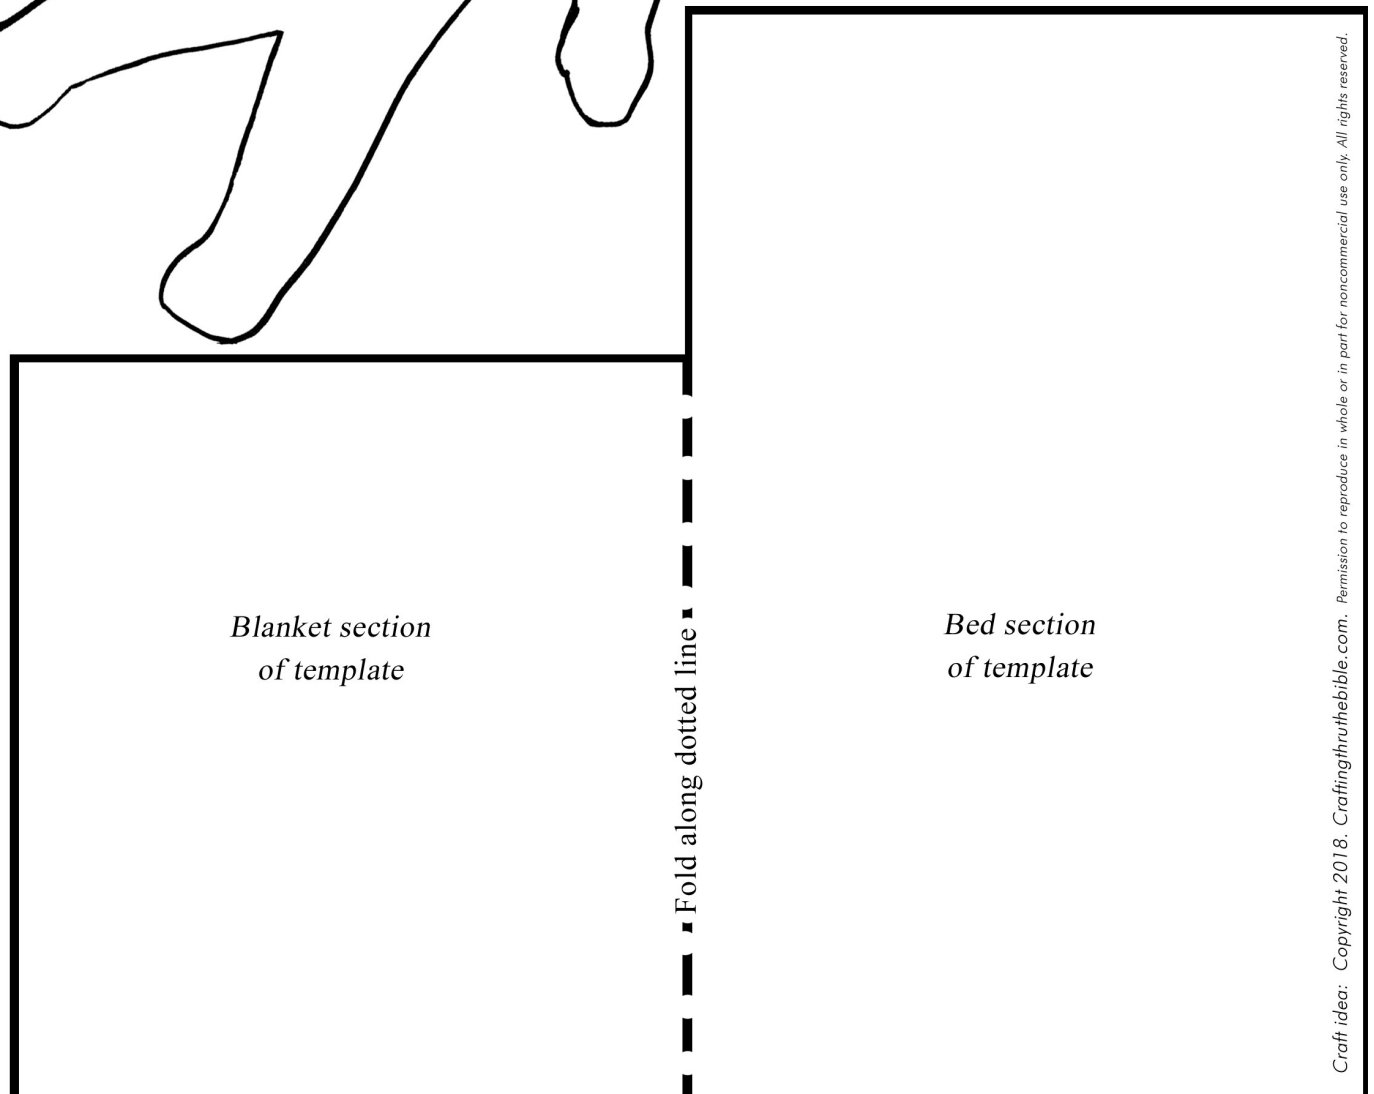 Blanket section
of template
Fold along dotted line
Bed section
of template
Craft idea: Copyright 2018. Craftingthruthebible.com. Permission to reproduce in whole or in part for noncommercial use only. All rights reserved.